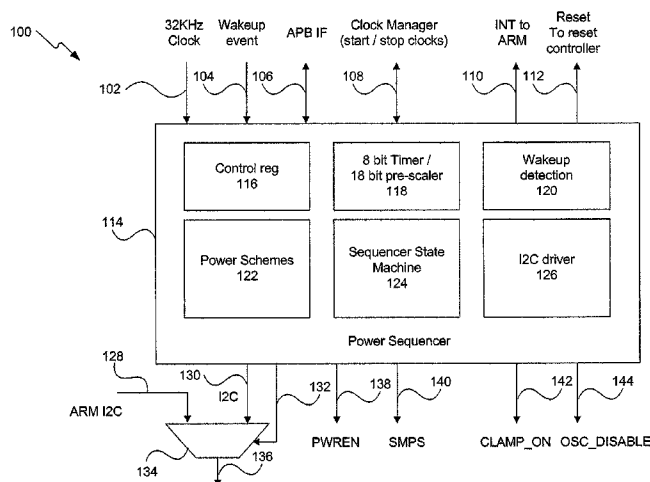 100
32KHz
Clock
Wakeup
event
APB IF
Clock Manager
(start / stop clocks)
INT to
ARM
Reset
To reset
controller
102
104
106
108
110
112
Control reg
116
8 bit Timer /
18 bit pre-scaler
118
Wakeup
detection
120
114
Power Schemes
122
Sequencer State
Machine
124
I2C driver
126
Power Sequencer
128
130
132
138
140
142
144
ARM I2C
I2C
134
136
PWREN
SMPS
CLAMP_ON
OSC_DISABLE